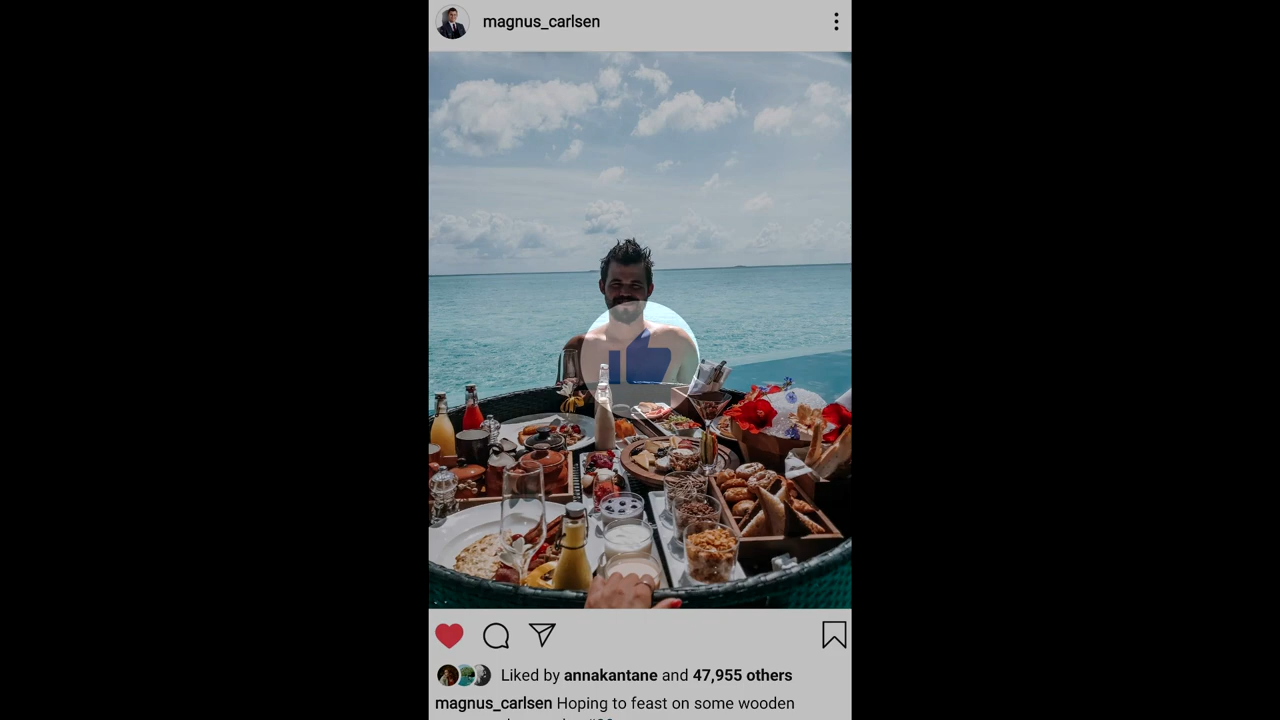 magnus_carlsen
Liked by annakantane and 47,955 others
magnus_carlsen Hoping to feast on some wooden